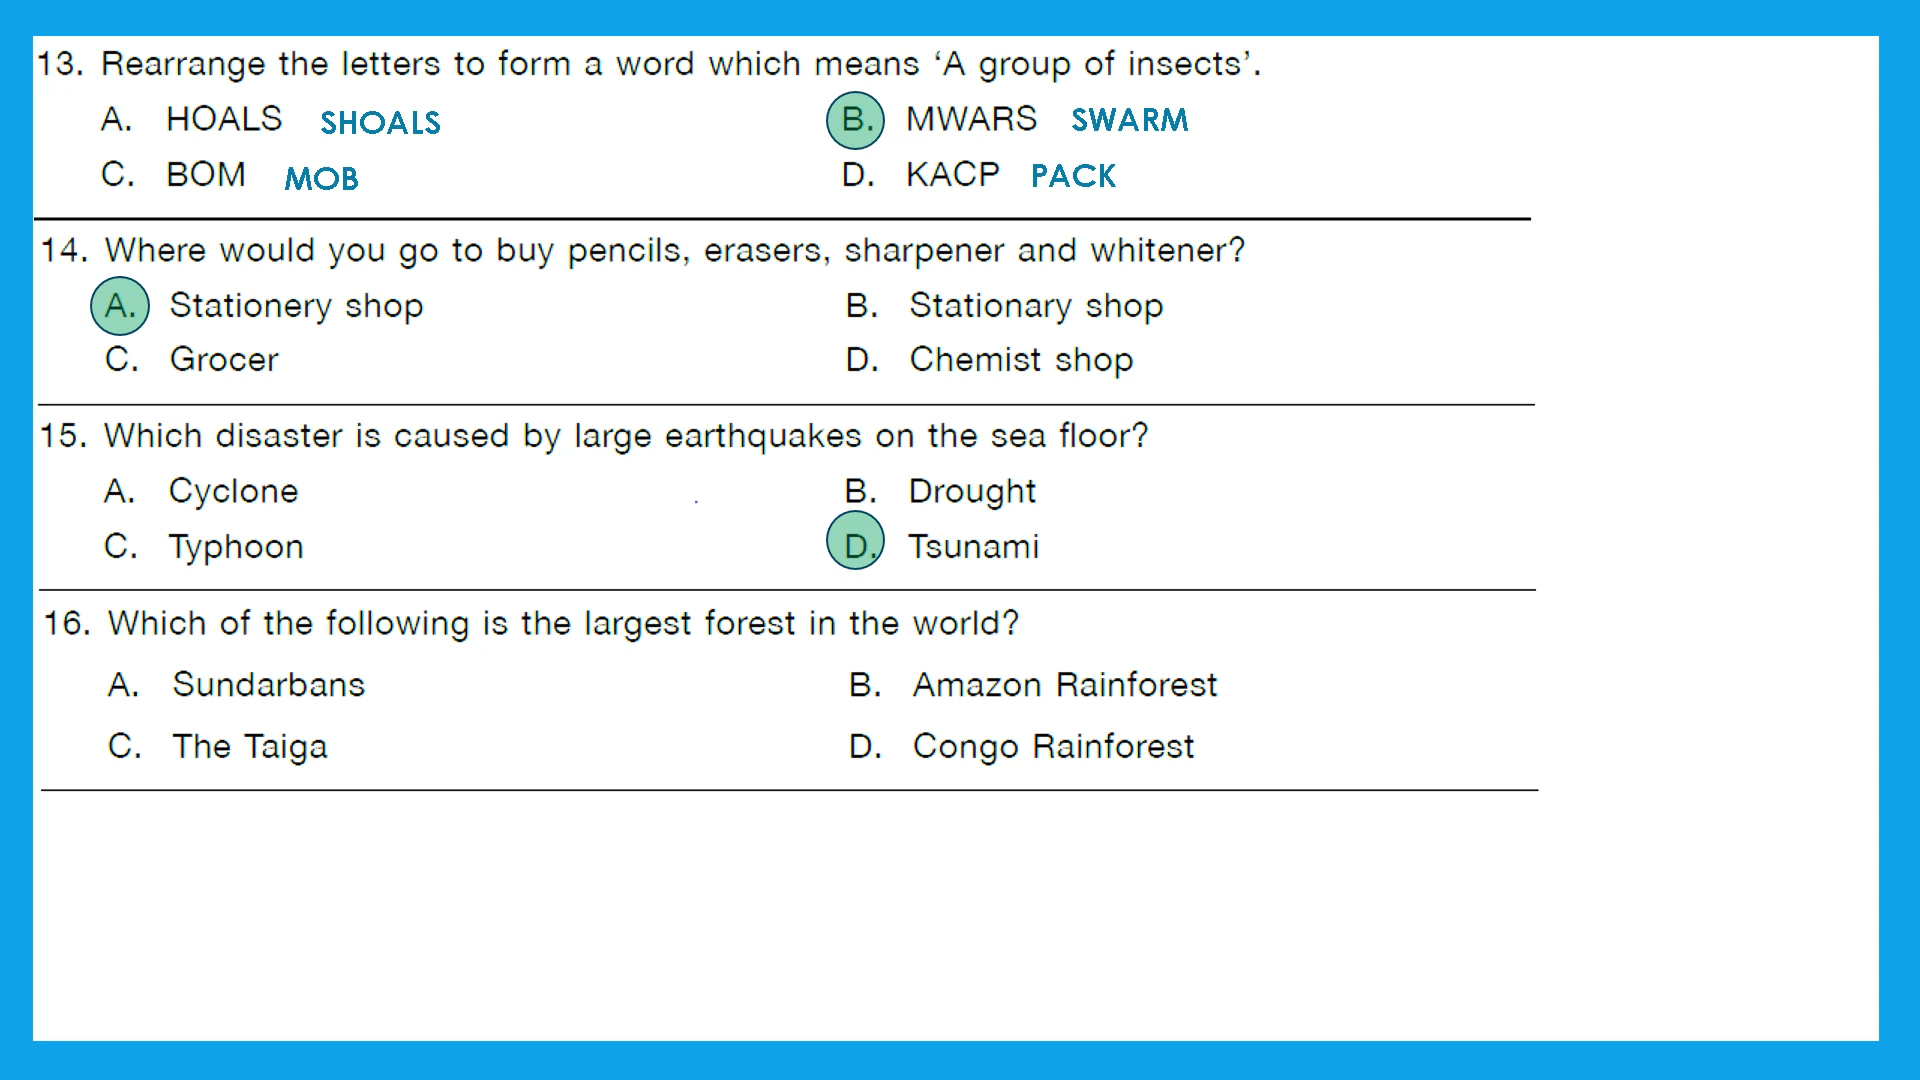 13. Rearrange the letters to form a word which means ‘A group of insects’.
A. HOALS SHOALS B. MWARS SWARM
C. BOM MOB D. KACP PACK
14. Where would you go to buy pencils, erasers, sharpener and whitener?
A. Stationery shop B. Stationary shop
C. Grocer D. Chemist shop
15. Which disaster is caused by large earthquakes on the sea floor?
A. Cyclone B. Drought
C. Typhoon D. Tsunami
16. Which of the following is the largest forest in the world?
A. Sundarbans B. Amazon Rainforest
C. The Taiga D. Congo Rainforest